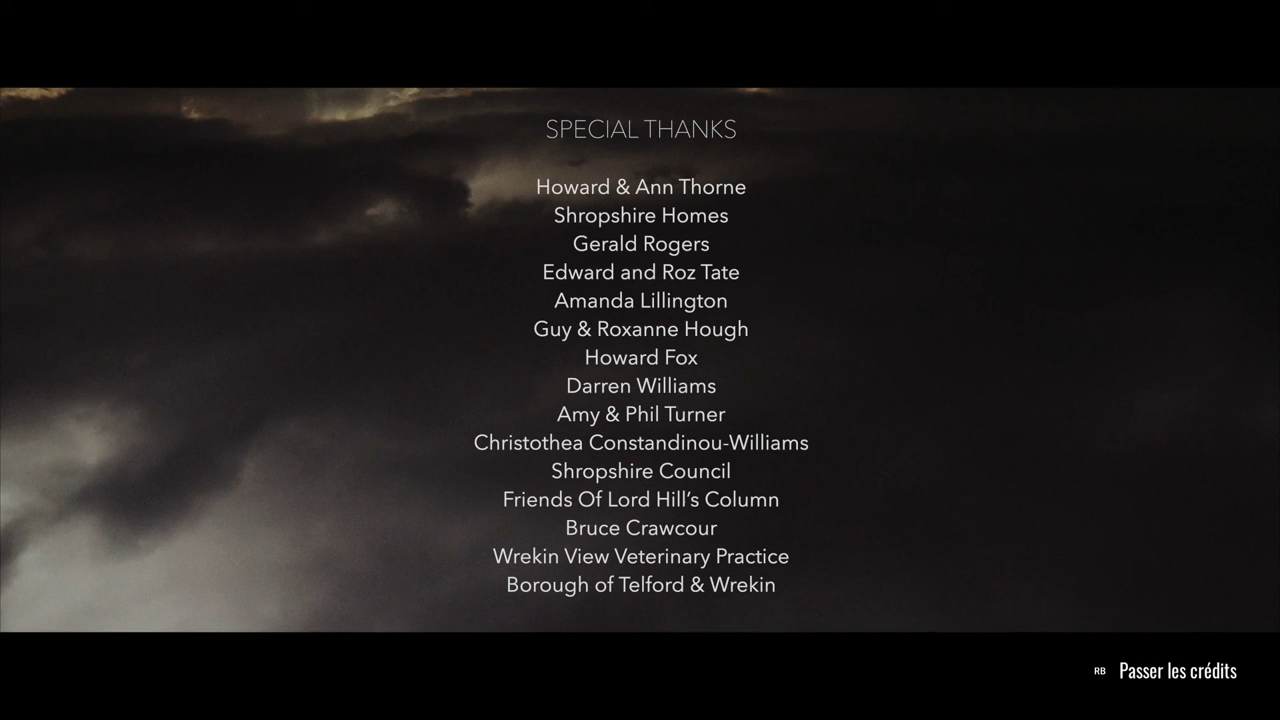 SPECIAL THANKS
Howard & Ann Thorne
Shropshire Homes
Gerald Rogers
Edward and Roz Tate
Amanda Lillington
Guy & Roxanne Hough
Howard Fox
Darren Williams
Amy & Phil Turner
Christothea Constandinou-Williams
Shropshire Council
Friends Of Lord Hill’s Column
Bruce Crawcour
Wrekin View Veterinary Practice
Borough of Telford & Wrekin
RB Passer les crédits